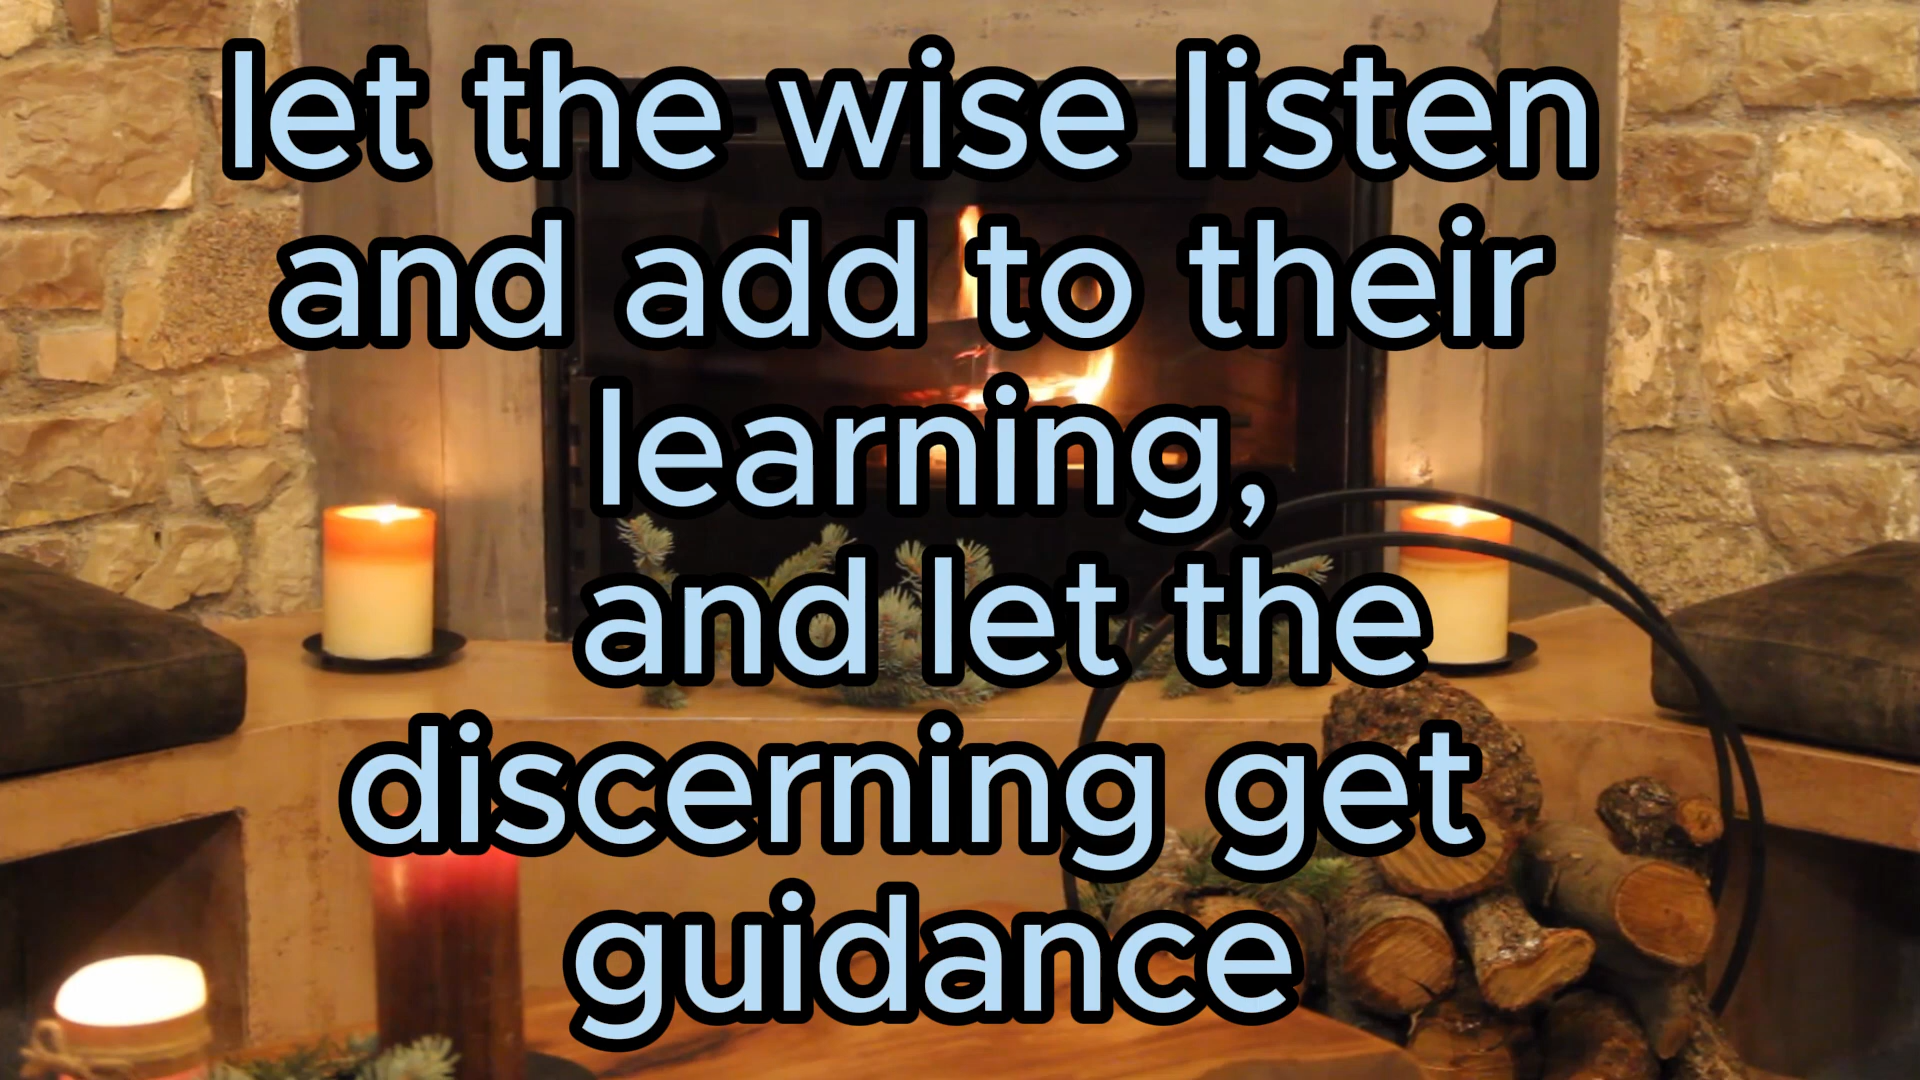 let the wise listen
and add to their
learning,
and let the
discerning get
guidance